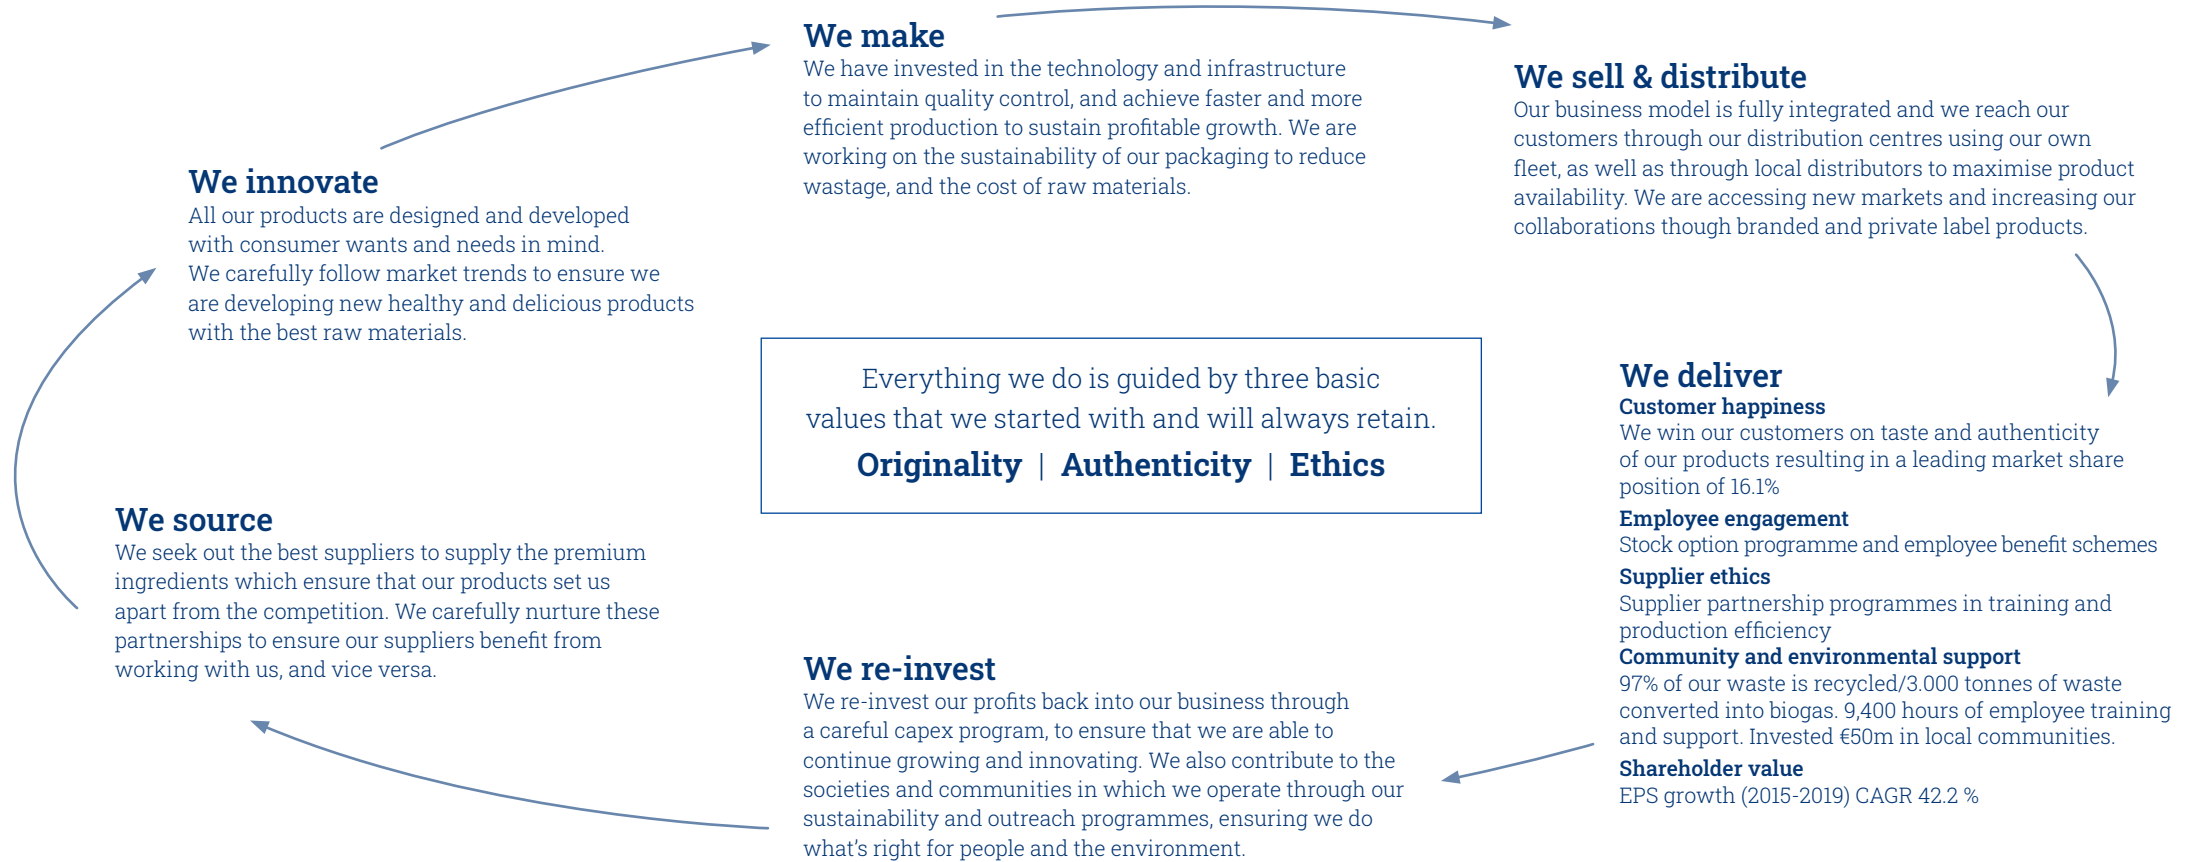 We make
We have invested in the technology and infrastructure
to maintain quality control, and achieve faster and more
efficient production to sustain profitable growth. We are
working on the sustainability of our packaging to reduce
wastage, and the cost of raw materials.
We sell & distribute
Our business model is fully integrated and we reach our
customers through our distribution centres using our own
fleet, as well as through local distributors to maximise product
availability. We are accessing new markets and increasing our
collaborations though branded and private label products.
We innovate
All our products are designed and developed
with consumer wants and needs in mind.
We carefully follow market trends to ensure we
are developing new healthy and delicious products
with the best raw materials.
Everything we do is guided by three basic
values that we started with and will always retain.
Originality | Authenticity | Ethics
We deliver
Customer happiness
We win our customers on taste and authenticity
of our products resulting in a leading market share
position of 16.1%
Employee engagement
Stock option programme and employee benefit schemes
Supplier ethics
Supplier partnership programmes in training and
production efficiency
Community and environmental support
97% of our waste is recycled/3.000 tonnes of waste
converted into biogas. 9,400 hours of employee training
and support. Invested €50m in local communities.
Shareholder value
EPS growth (2015-2019) CAGR 42.2 %
We source
We seek out the best suppliers to supply the premium
ingredients which ensure that our products set us
apart from the competition. We carefully nurture these
partnerships to ensure our suppliers benefit from
working with us, and vice versa.
We re-invest
We re-invest our profits back into our business through
a careful capex program, to ensure that we are able to
continue growing and innovating. We also contribute to the
societies and communities in which we operate through our
sustainability and outreach programmes, ensuring we do
what's right for people and the environment.